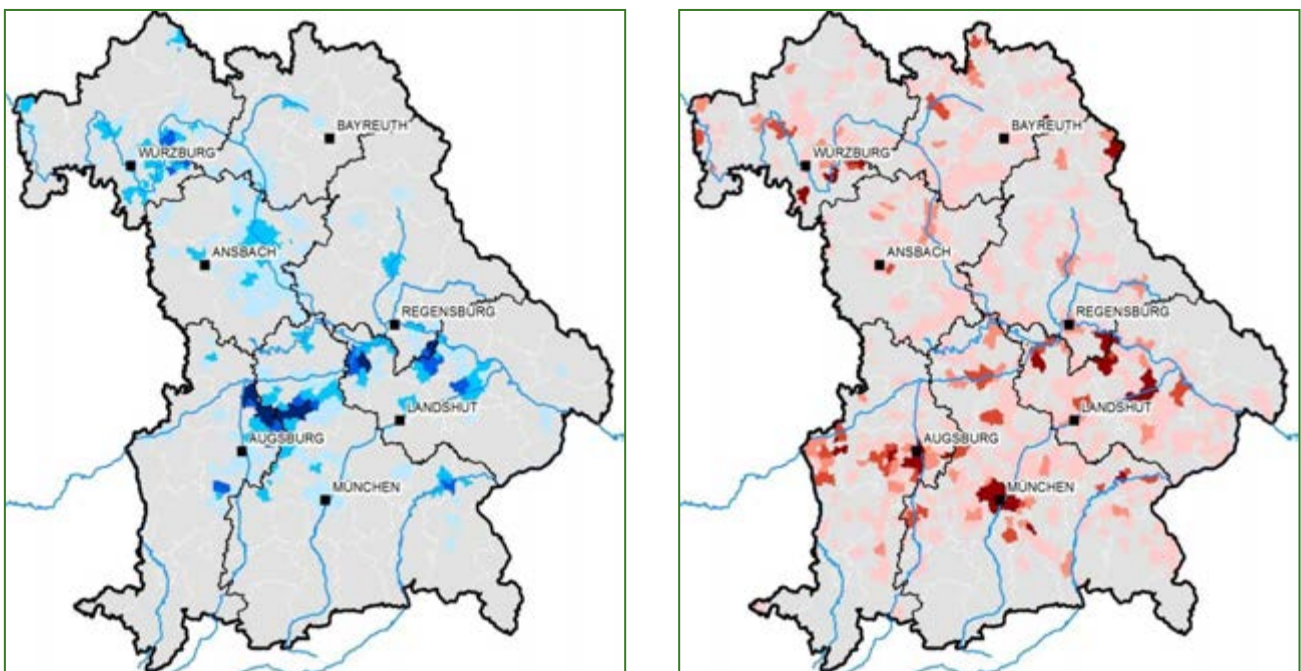 BAYREUTH
WÜRZBURG
ANSBACH
REGENSBURG
LANDSHUT
AUGSBURG
MÜNCHEN
BAYREUTH
WÜRZBURG
ANSBACH
REGENSBURG
LANDSHUT
AUGSBURG
MÜNCHEN